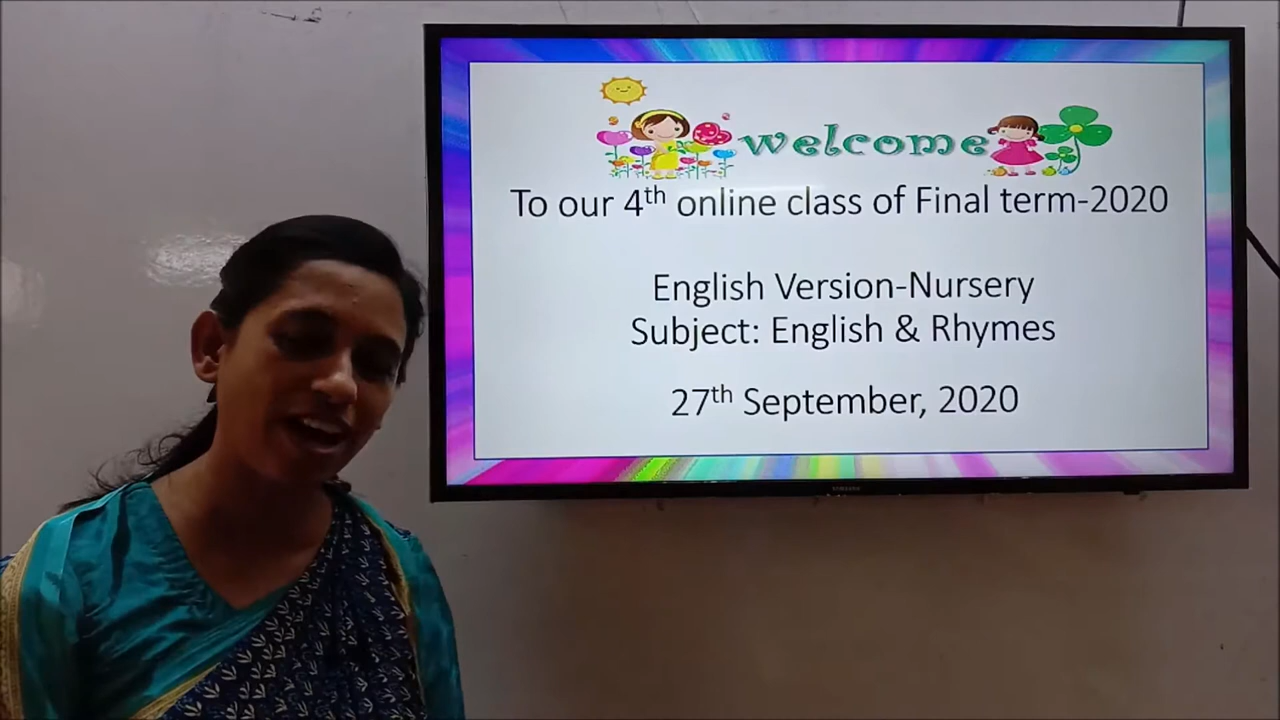 welcome
To our 4th online class of Final term-2020
English Version-Nursery
Subject: English & Rhymes
27th September, 2020
SAMSUNG